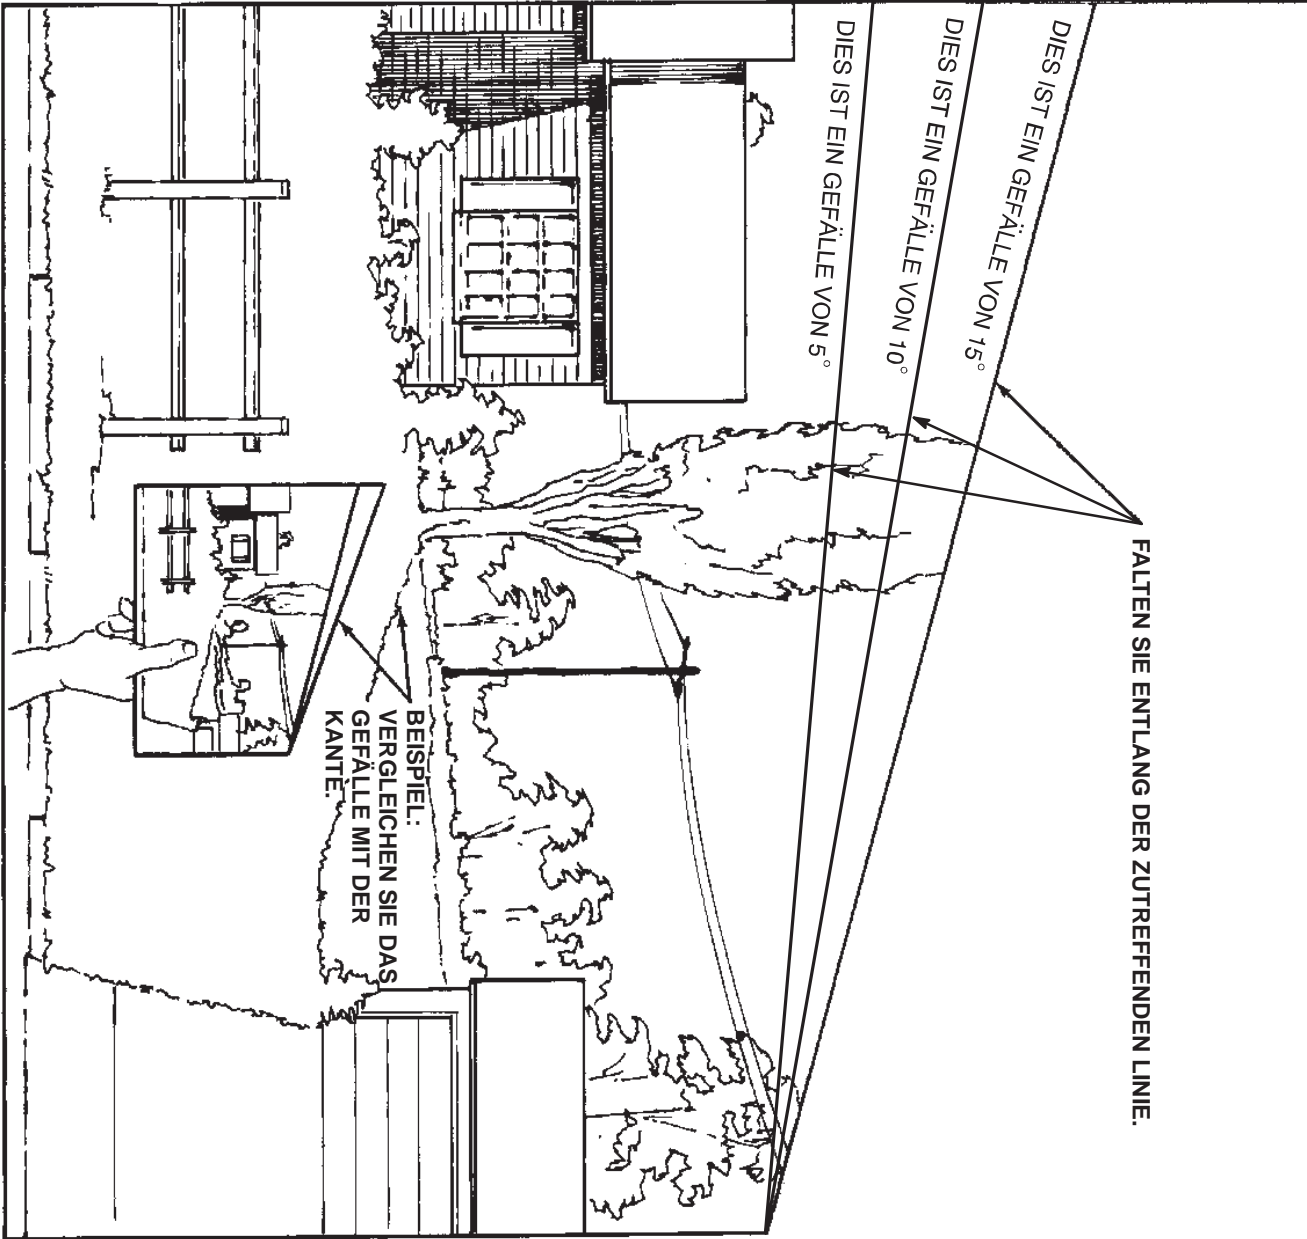 FALTEN SIE ENTLANG DER ZUTREFFENDEN LINIE.
DIES IST EIN GEFÄLLE VON 15°
DIES IST EIN GEFÄLLE VON 10°
DIES IST EIN GEFÄLLE VON 5°
BEISPIEL:
VERGLEICHEN SIE DAS
GEFÄLLE MIT DER
KANTE.